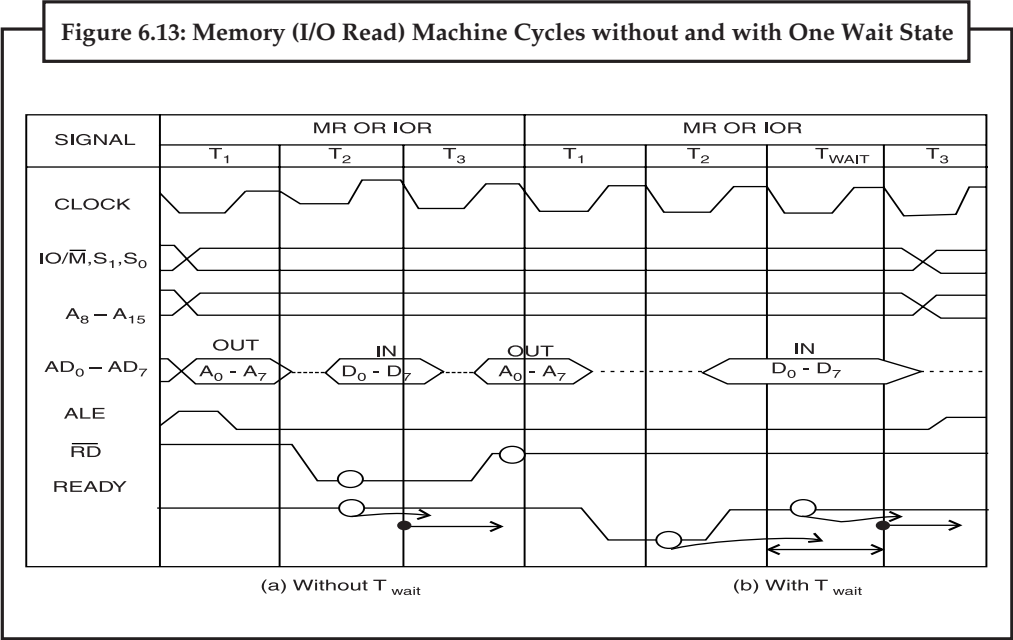 Figure 6.13: Memory (I/O Read) Machine Cycles without and with One Wait State
SIGNAL MR OR IOR MR OR IOR
T1 T2 T3 T1 T2 TWAIT T3
CLOCK
IO/M̅,S1,S0
A8 – A15
OUT IN OUT IN
AD0 – AD7 A0 - A7 D0 - D7 A0 - A7 D0 - D7
ALE
R̅D̅
READY
(a) Without T wait (b) With T wait